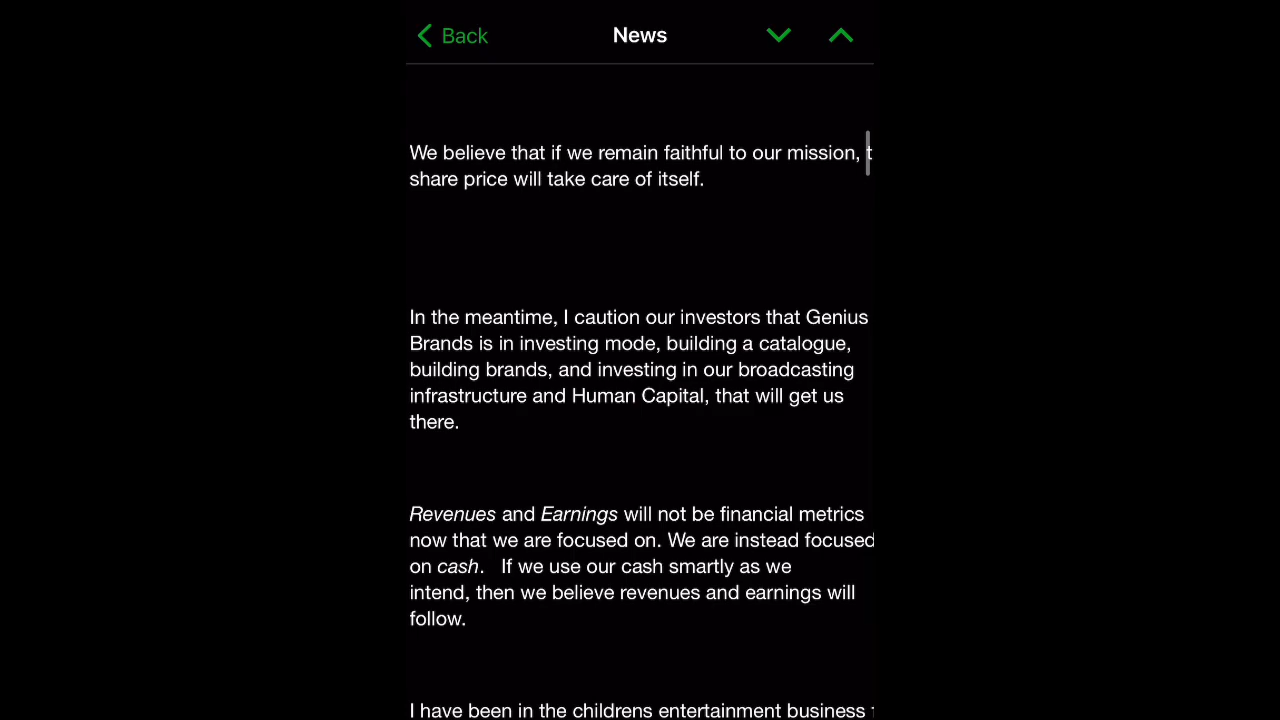 Back
News
We believe that if we remain faithful to our mission, t
share price will take care of itself.
In the meantime, I caution our investors that Genius
Brands is in investing mode, building a catalogue,
building brands, and investing in our broadcasting
infrastructure and Human Capital, that will get us
there.
Revenues and Earnings will not be financial metrics
now that we are focused on. We are instead focused
on cash.   If we use our cash smartly as we
intend, then we believe revenues and earnings will
follow.
I have been in the childrens entertainment business